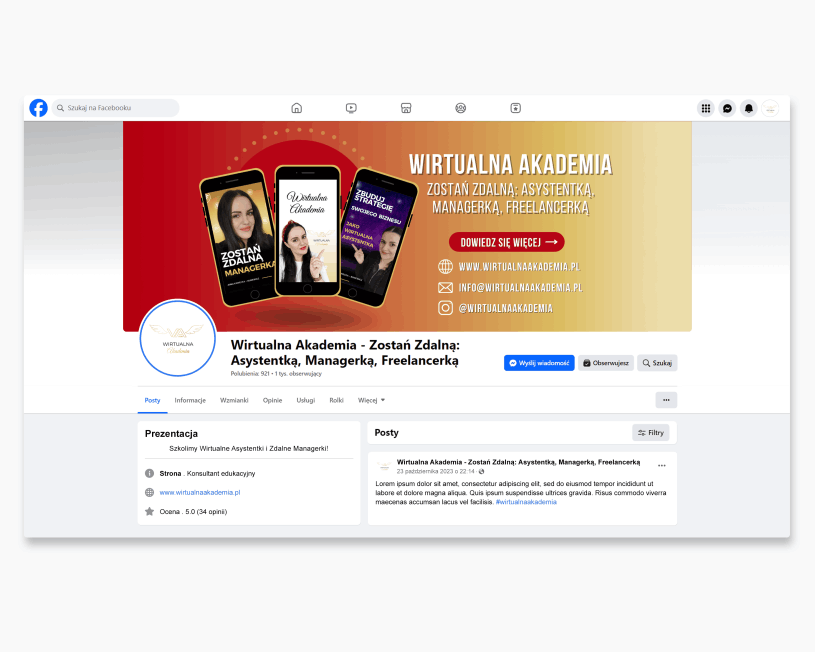 Szukaj na Facebooku
WIRTUALNA AKADEMIA
ZOSTAŃ ZDALNĄ: ASYSTENTKĄ,
MANAGERKĄ, FREELANCERKĄ
DOWIEDZ SIĘ WIĘCEJ
WWW.WIRTUALNAAKADEMIA.PL
INFO@WIRTUALNAAKADEMIA.PL
@WIRTUALNAAKADEMIA
ZOSTAŃ
ZDALNĄ
MANAGERKĄ
Wirtualna
Akademia
ZBUDUJ
STRATEGIĘ
SWOJEGO BIZNESU
JAKO
WIRTUALNA
ASYSTENTKA
WIRTUALNA
Akademia
Wirtualna Akademia - Zostań Zdalną:
Asystentką, Managerką, Freelancerką
Polubienia: 921 • 1 tys. obserwujący
Wyślij wiadomość
Obserwujesz
Szukaj
Posty
Informacje
Wzmianki
Opinie
Usługi
Rolki
Więcej
Prezentacja
Szkolimy Wirtualne Asystentki i Zdalne Managerki!
Strona . Konsultant edukacyjny
www.wirtualnaakademia.pl
Ocena . 5.0 (34 opinii)
Posty
Filtry
Wirtualna Akademia - Zostań Zdalną: Asystentką, Managerką, Freelancerką
23 października 2023 o 22:14 ·
Lorem ipsum dolor sit amet, consectetur adipiscing elit, sed do eiusmod tempor incididunt ut
labore et dolore magna aliqua. Quis ipsum suspendisse ultrices gravida. Risus commodo viverra
maecenas accumsan lacus vel facilisis. #wirtualnaakademia